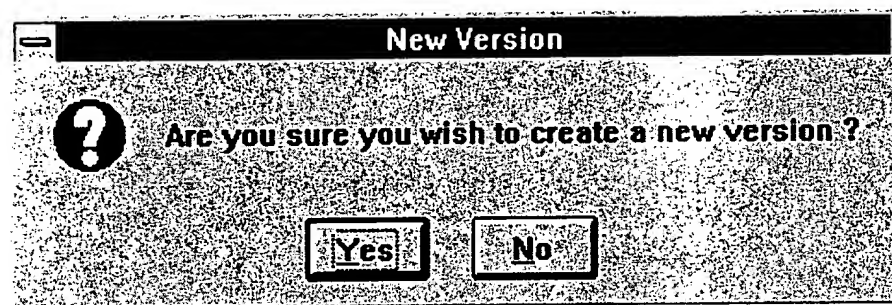 New Version
Are you sure you wish to create a new version ?
Yes
No